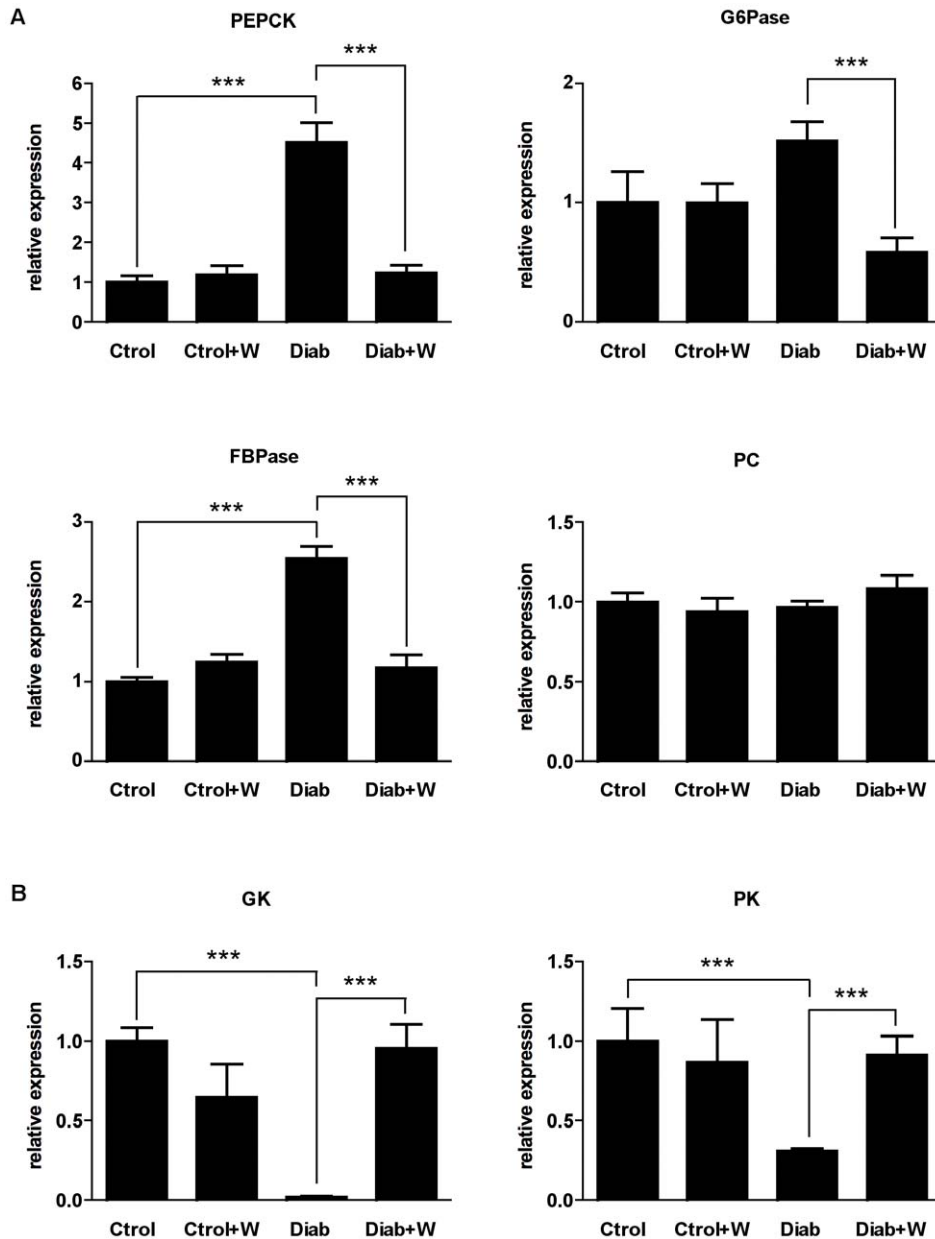 A
PEPCK
relative expression
6
5
4
3
2
1
0
***
***
Ctrol Ctrol+W Diab Diab+W
G6Pase
relative expression
2
1
0
***
Ctrol Ctrol+W Diab Diab+W
FBPase
relative expression
3
2
1
0
***
***
Ctrol Ctrol+W Diab Diab+W
PC
relative expression
1.5
1.0
0.5
0.0
Ctrol Ctrol+W Diab Diab+W
B
GK
relative expression
1.5
1.0
0.5
0.0
***
***
Ctrol Ctrol+W Diab Diab+W
PK
relative expression
1.5
1.0
0.5
0.0
***
***
Ctrol Ctrol+W Diab Diab+W